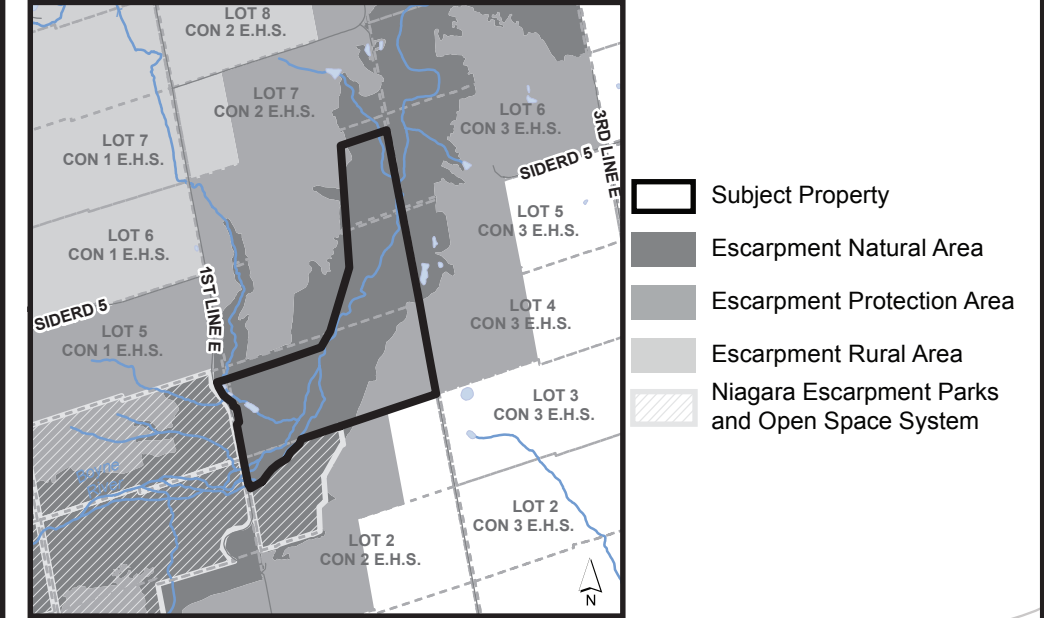 LOT 8
CON 2 E.H.S.
LOT 7
CON 2 E.H.S.
LOT 6
CON 3 E.H.S.
3RD LINE E
LOT 7
CON 1 E.H.S.
SIDERD 5
LOT 5
CON 3 E.H.S.
LOT 6
CON 1 E.H.S.
1ST LINE E
SIDERD 5
LOT 5
CON 1 E.H.S.
LOT 4
CON 3 E.H.S.
LOT 3
CON 3 E.H.S.
LOT 2
CON 3 E.H.S.
LOT 2
CON 2 E.H.S.
N
Subject Property
Escarpment Natural Area
Escarpment Protection Area
Escarpment Rural Area
Niagara Escarpment Parks
and Open Space System